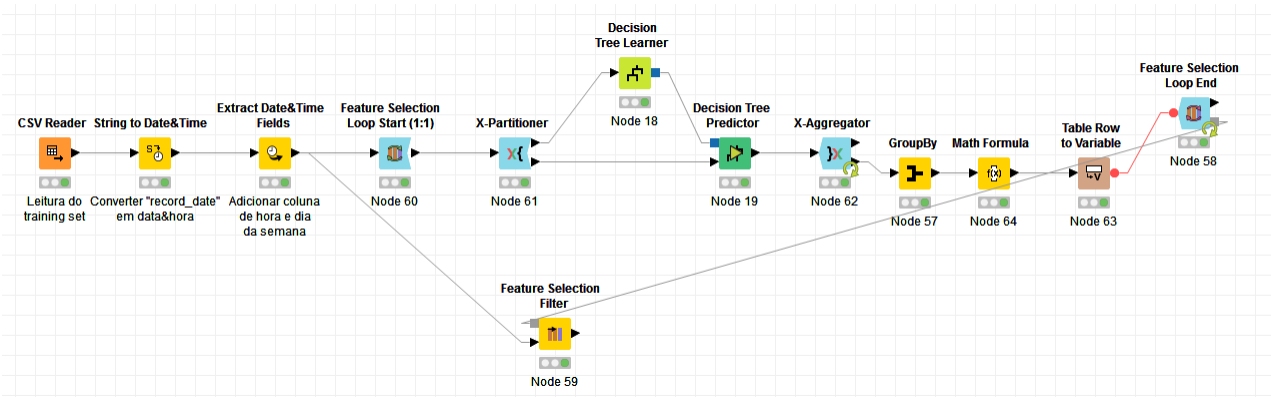 CSV Reader
Leitura do
training set
String to Date&Time
Converter "record_date"
em data&hora
Extract Date&Time
Fields
Adicionar coluna
de hora e dia
da semana
Feature Selection
Loop Start (1:1)
Node 60
X-Partitioner
Node 61
Decision
Tree Learner
Node 18
Decision Tree
Predictor
Node 19
X-Aggregator
Node 62
GroupBy
Node 57
Math Formula
Node 64
Table Row
to Variable
Node 63
Feature Selection
Loop End
Node 58
Feature Selection
Filter
Node 59